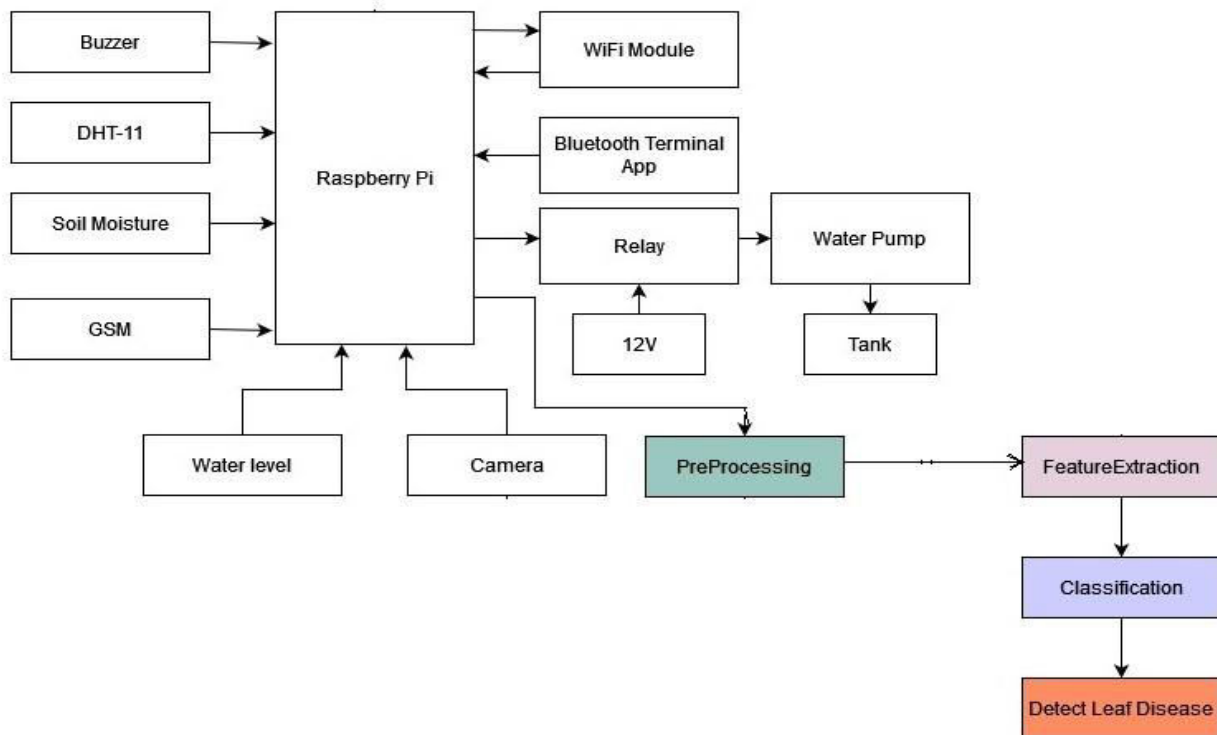 Buzzer
WiFi Module
DHT-11
Bluetooth Terminal
App
Raspberry Pi
Soil Moisture
Relay
Water Pump
GSM
12V
Tank
Water level
Camera
PreProcessing
FeatureExtraction
Classification
Detect Leaf Disease